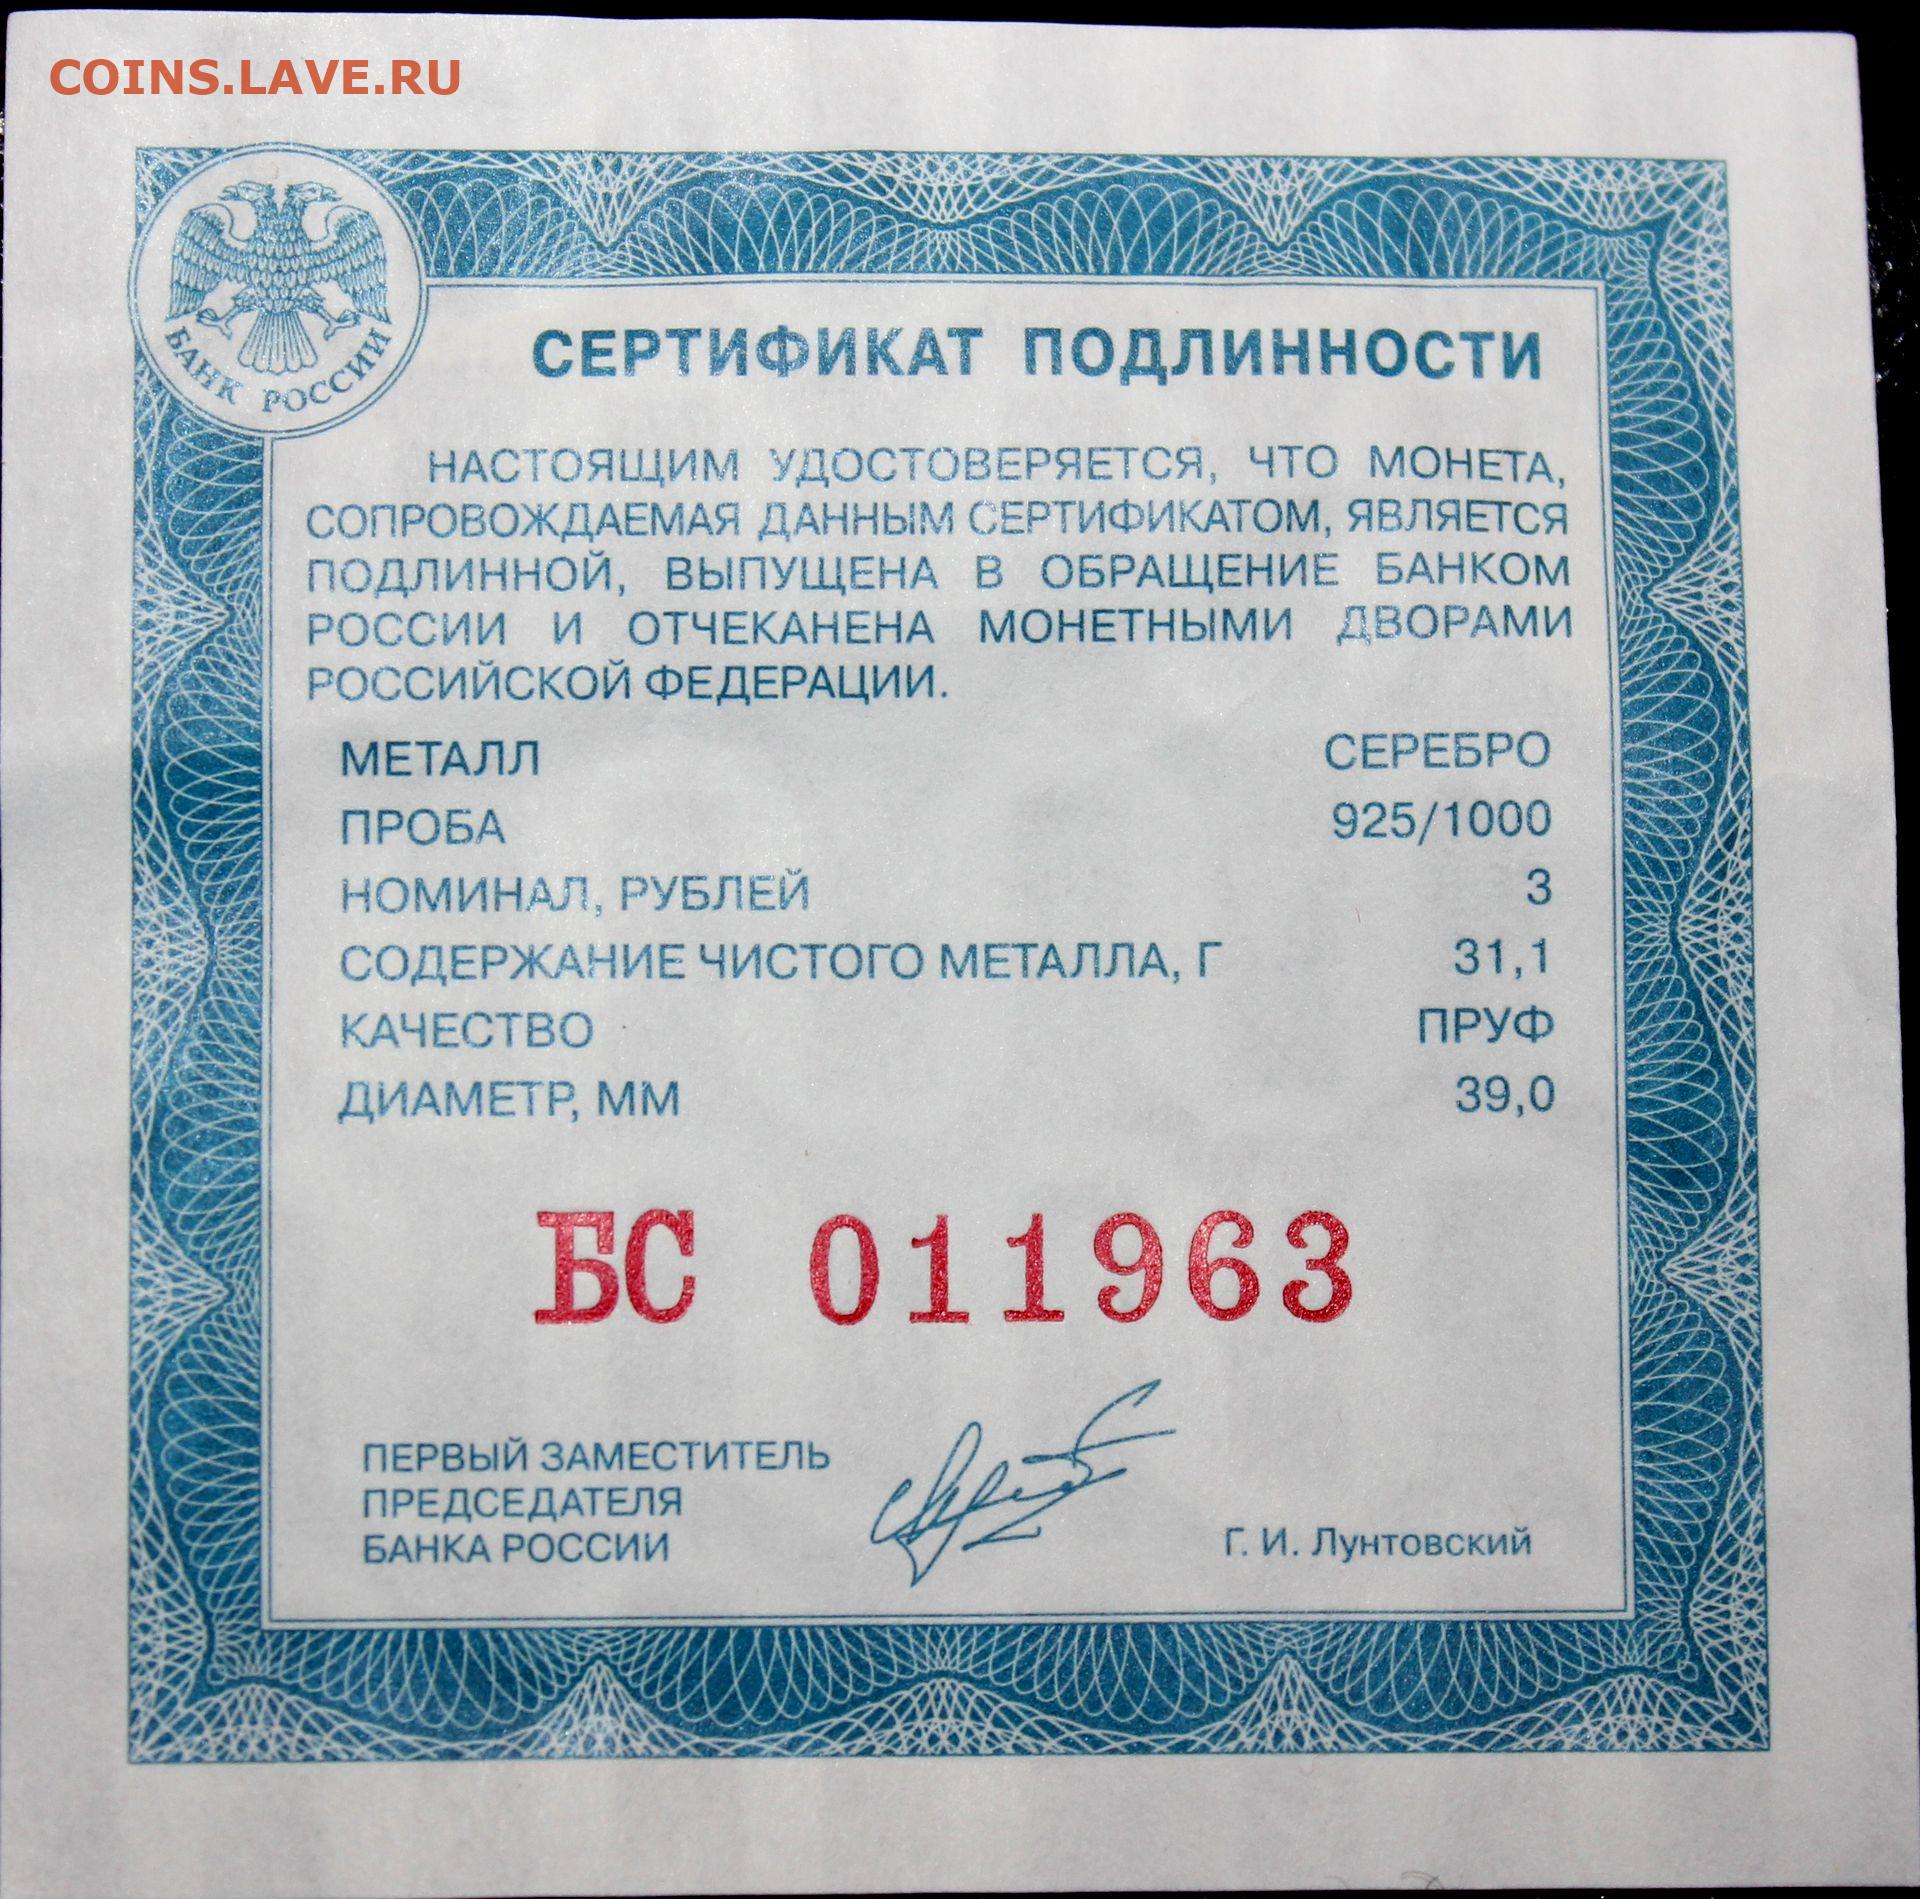 COINS.LAVE.RU
БАНК РОССИИ
СЕРТИФИКАТ ПОДЛИННОСТИ
НАСТОЯЩИМ УДОСТОВЕРЯЕТСЯ, ЧТО МОНЕТА,
СОПРОВОЖДАЕМАЯ ДАННЫМ СЕРТИФИКАТОМ, ЯВЛЯЕТСЯ
ПОДЛИННОЙ, ВЫПУЩЕНА В ОБРАЩЕНИЕ БАНКОМ
РОССИИ И ОТЧЕКАНЕНА МОНЕТНЫМИ ДВОРАМИ
РОССИЙСКОЙ ФЕДЕРАЦИИ.
МЕТАЛЛ СЕРЕБРО
ПРОБА 925/1000
НОМИНАЛ, РУБЛЕЙ 3
СОДЕРЖАНИЕ ЧИСТОГО МЕТАЛЛА, Г 31,1
КАЧЕСТВО ПРУФ
ДИАМЕТР, ММ 39,0
БС 011963
ПЕРВЫЙ ЗАМЕСТИТЕЛЬ
ПРЕДСЕДАТЕЛЯ
БАНКА РОССИИ Г. И. Лунтовский